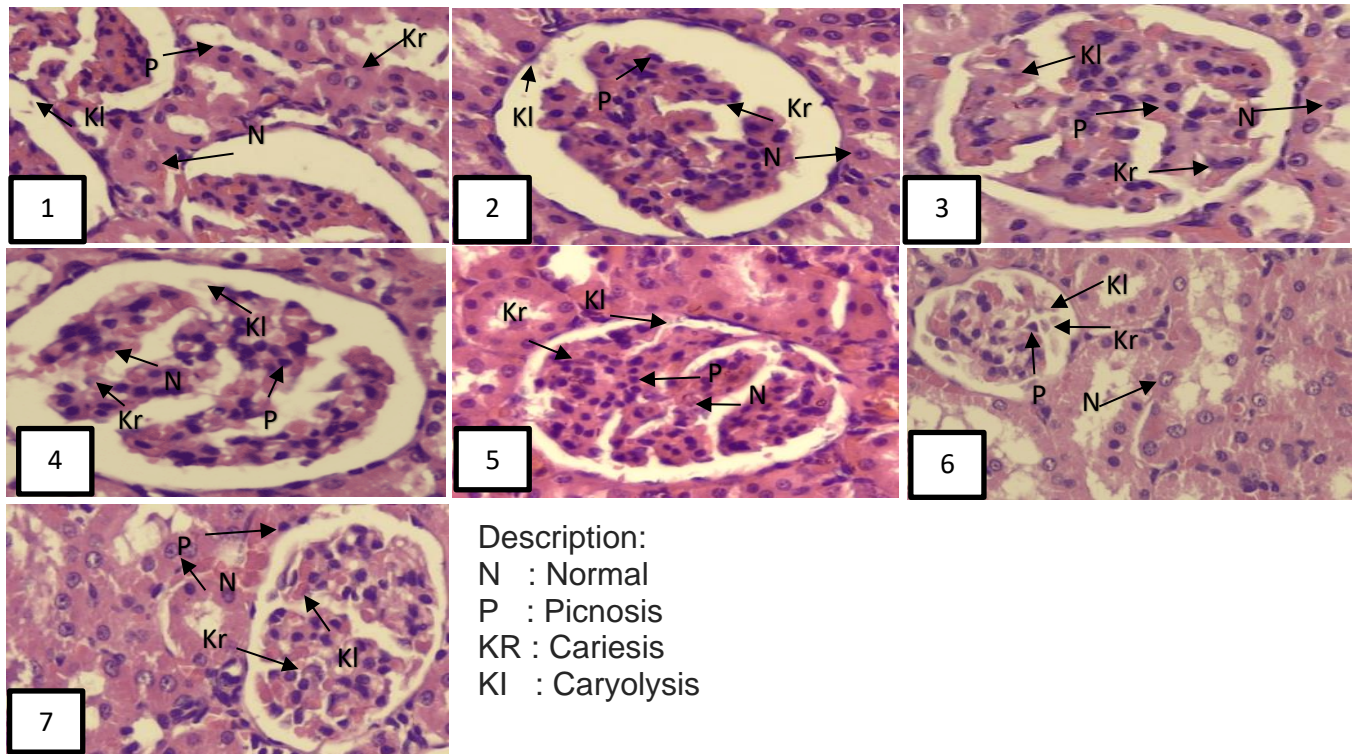 P
Kr
Kl
N
1
Kl
P
Kr
N
2
Kl
P
N
Kr
3
Kl
N
Kr
P
4
Kr
Kl
P
N
5
Kl
Kr
P
N
6
P
N
Kr
Kl
7
Description:
N : Normal
P : Picnosis
KR : Cariesis
KI : Caryolysis